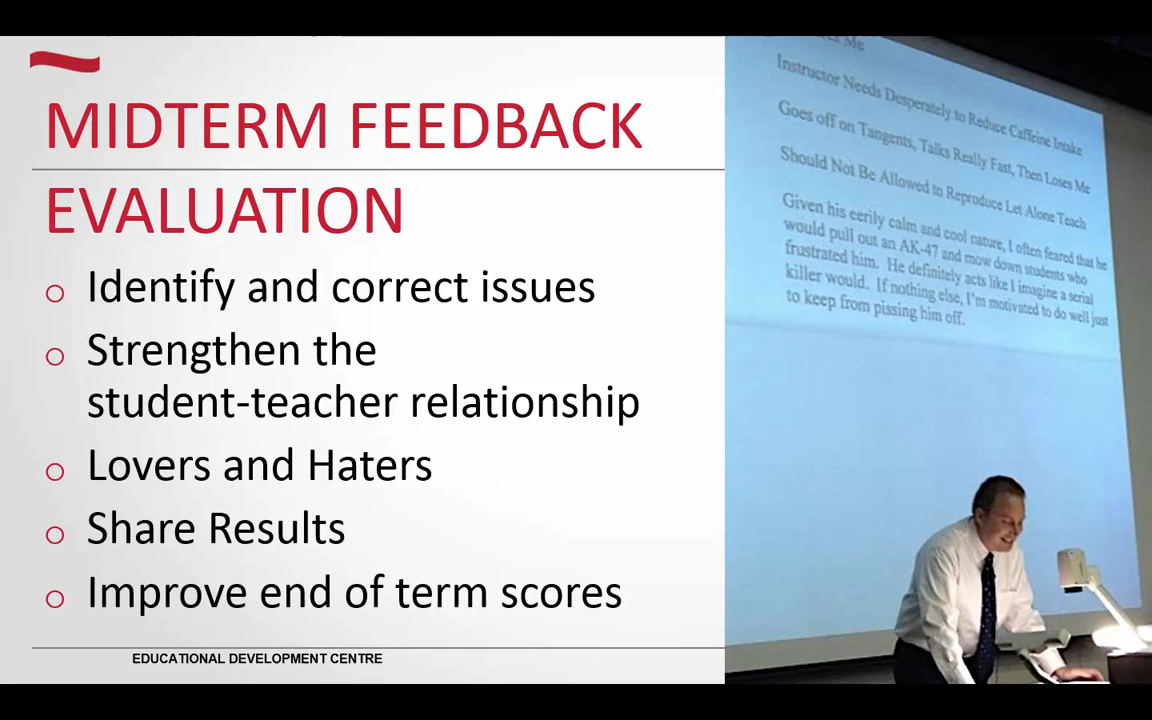 MIDTERM FEEDBACK
EVALUATION
Identify and correct issues
Strengthen the
student-teacher relationship
Lovers and Haters
Share Results
Improve end of term scores
EDUCATIONAL DEVELOPMENT CENTRE
Me
Instructor Needs Desperately to Reduce Caffeine Intake
Goes off on Tangents, Talks Really Fast, Then Loses Me
Should Not Be Allowed to Reproduce Let Alone Teach
Given his eerily calm and cool nature, I often feared that he
would pull out an AK-47 and mow down students who
frustrated him. He definitely acts like I imagine a serial
killer would. If nothing else, I'm motivated to do well just
to keep from pissing him off.